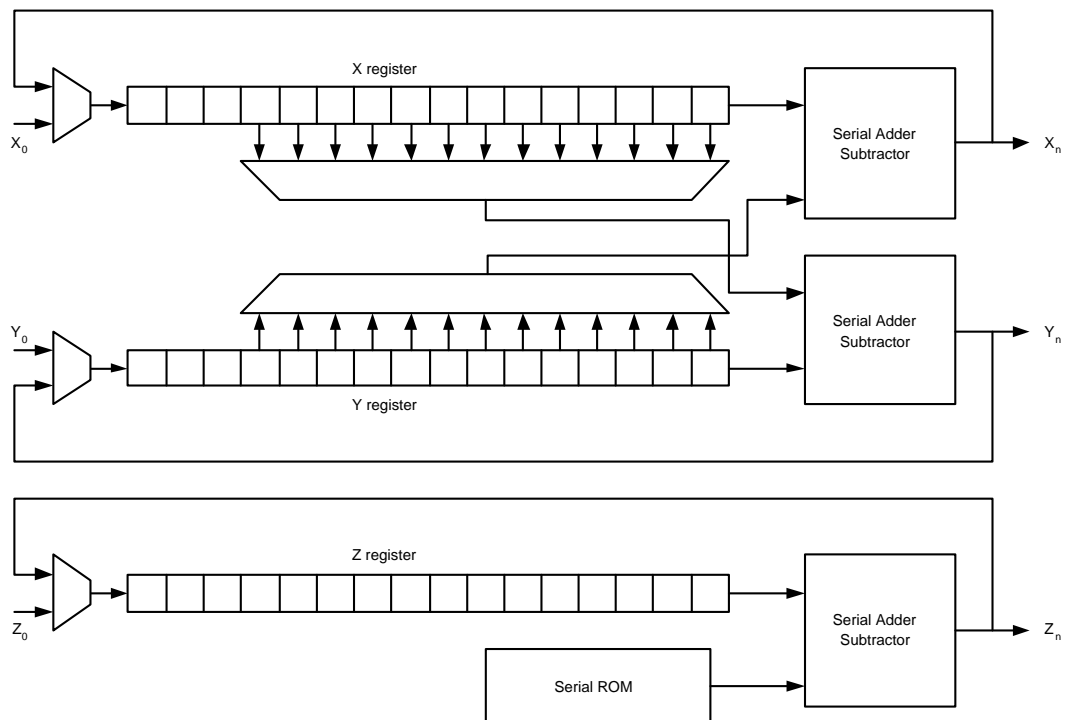 X register
X₀
Serial Adder
Subtractor
Xₙ
Y₀
Serial Adder
Subtractor
Yₙ
Y register
Z register
Z₀
Serial Adder
Subtractor
Zₙ
Serial ROM